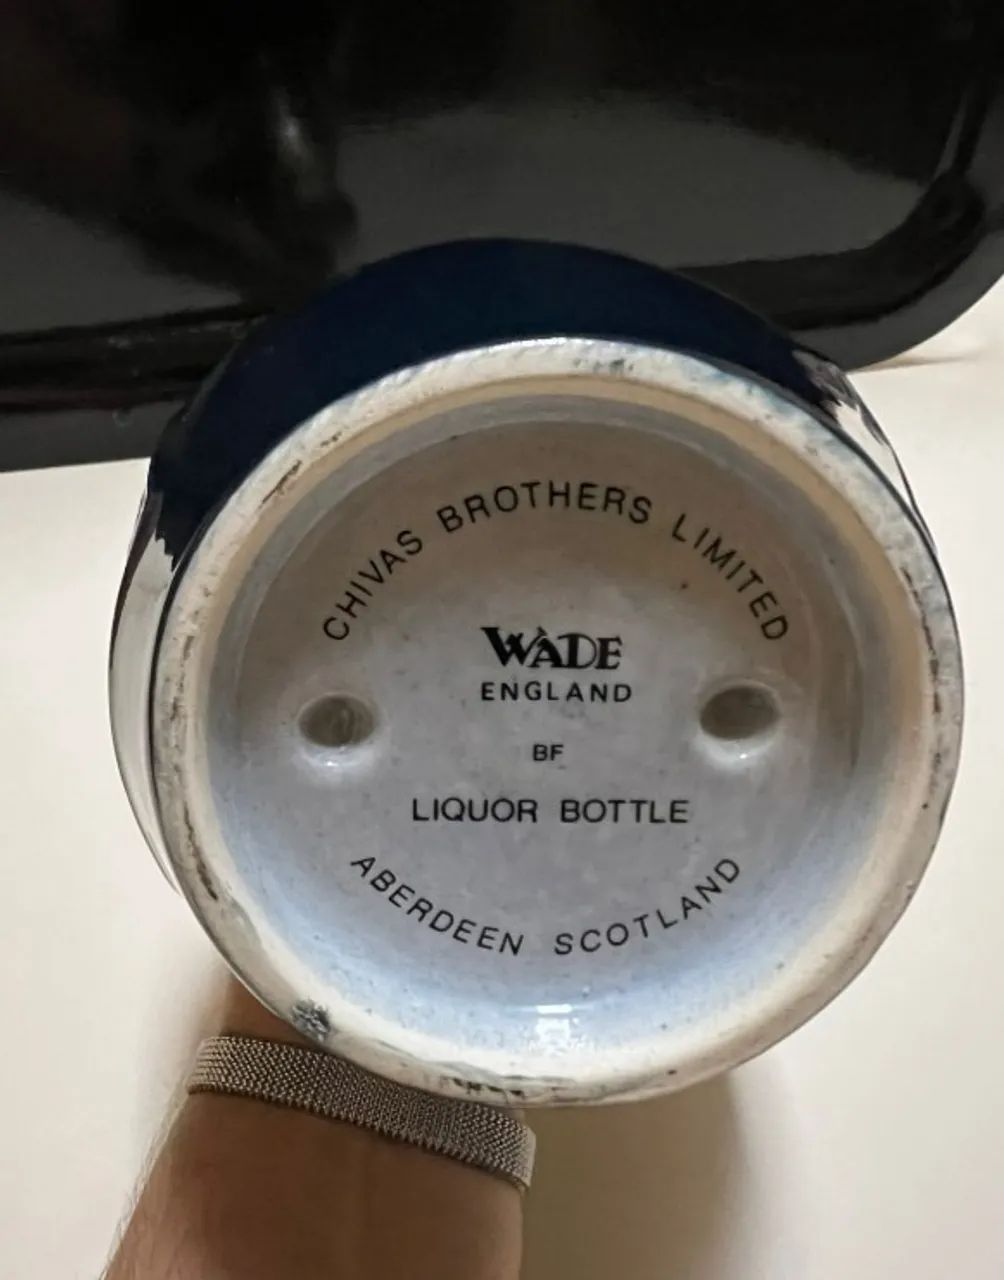 CHIVAS BROTHERS LIMITED
WADE
ENGLAND
BF
LIQUOR BOTTLE
ABERDEEN SCOTLAND